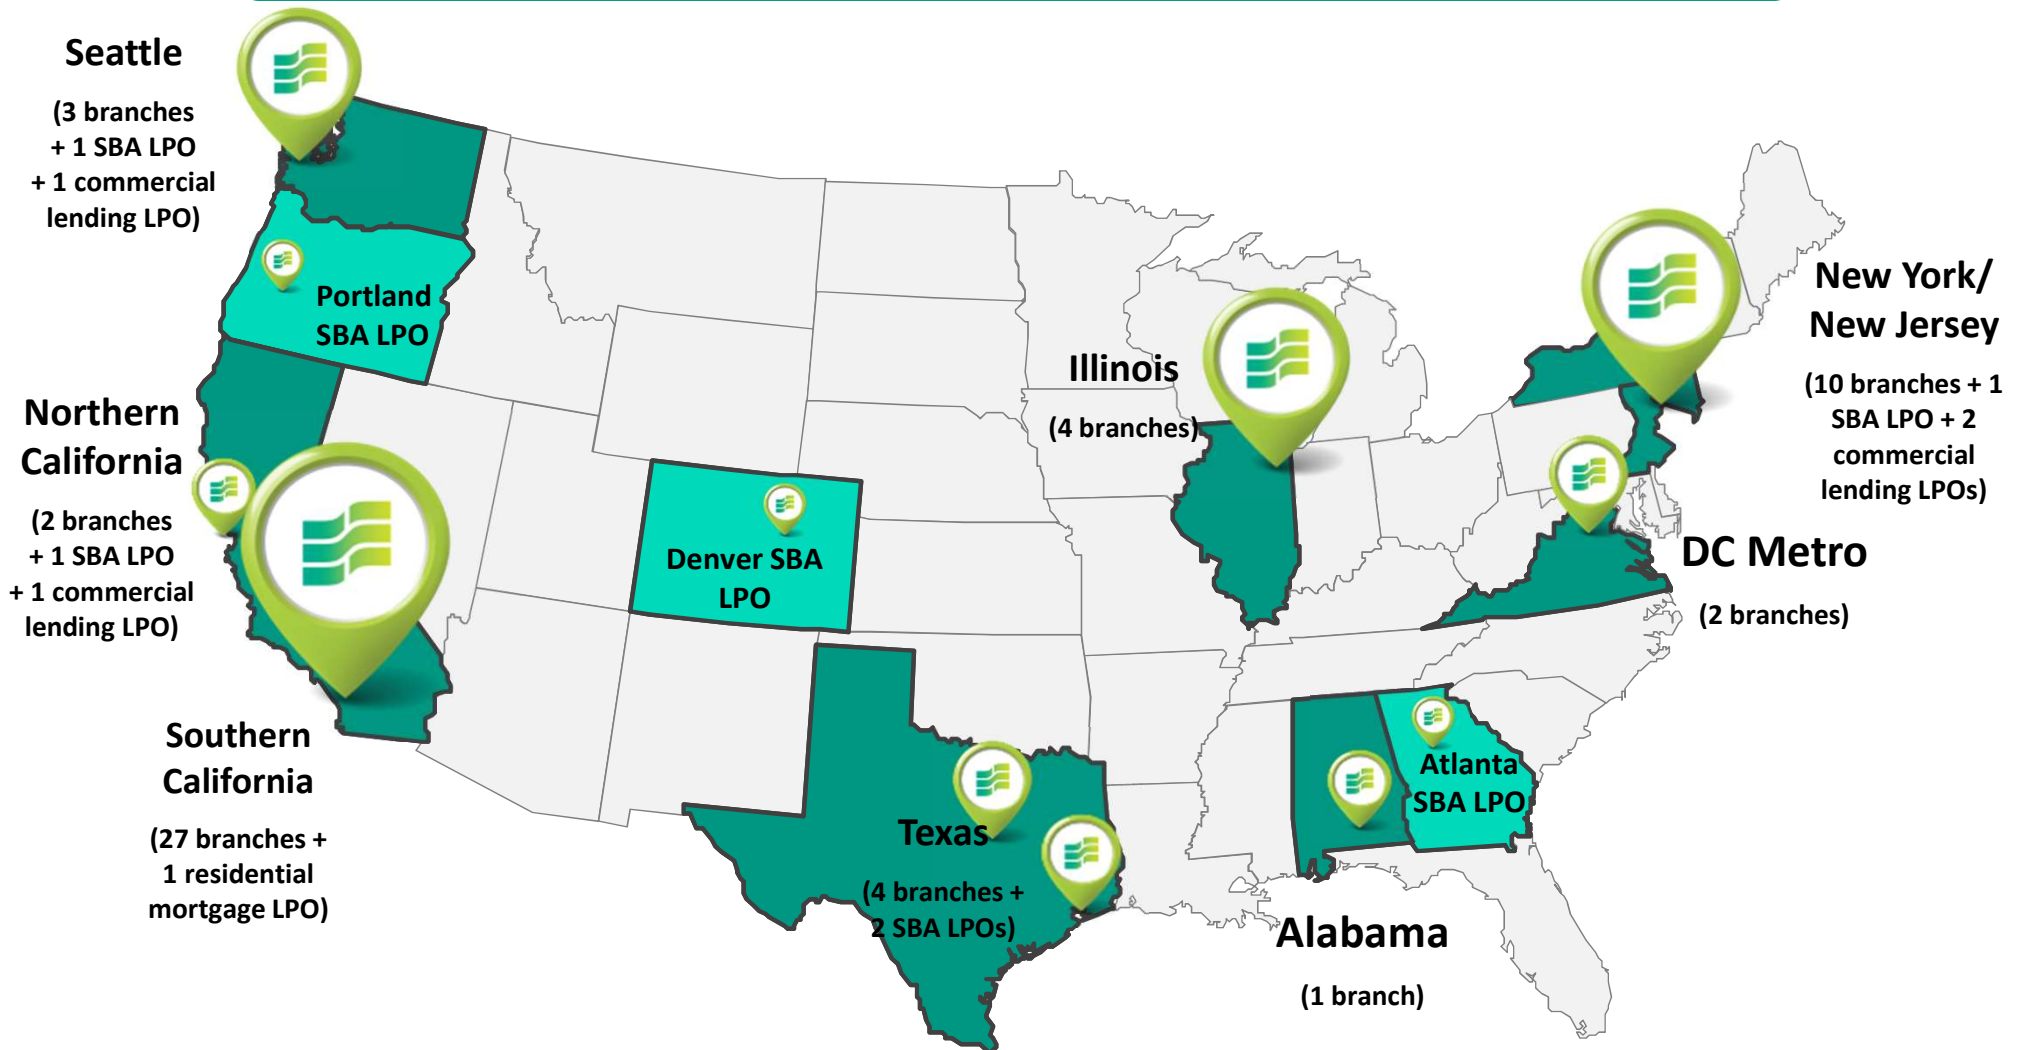 Seattle
(3 branches
+ 1 SBA LPO
+ 1 commercial
lending LPO)
Portland
SBA LPO
Northern
California
(2 branches
+ 1 SBA LPO
+ 1 commercial
lending LPO)
Southern
California
(27 branches +
1 residential
mortgage LPO)
Denver SBA
LPO
Texas
(4 branches +
2 SBA LPOs)
Illinois
(4 branches)
Atlanta
SBA LPO
Alabama
(1 branch)
New York/
New Jersey
(10 branches + 1
SBA LPO + 2
commercial
lending LPOs)
DC Metro
(2 branches)